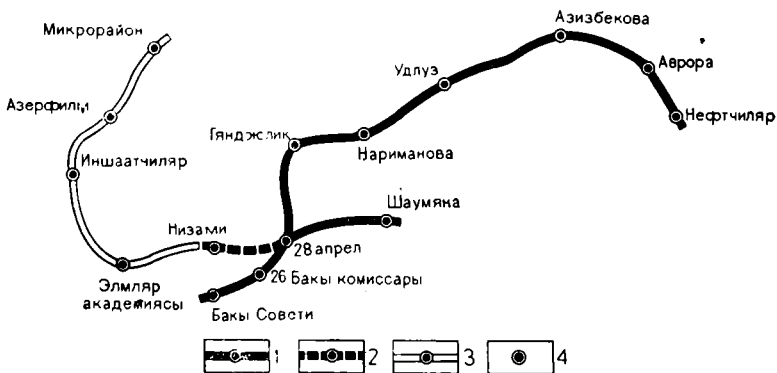 Микрорайон
Азизбекова
Аврора
Удлуз
Азерфилм
Нефтчиляр
Гянджлик
Нариманова
Иншаатчиляр
Шаумяна
Низами
28 апрел
26 Бакы комиссары
Элмляр
академиясы
Бакы Совети
1
2
3
4